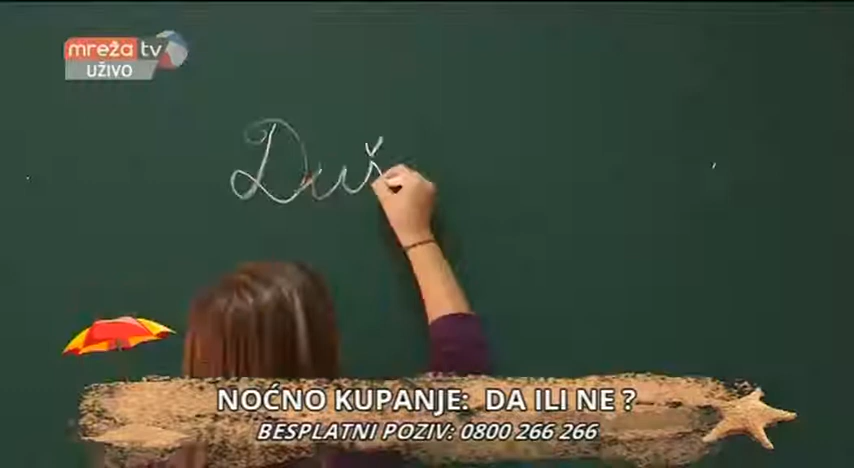 mreža tv
UŽIVO
Duš
NOĆNO KUPANJE: DA ILI NE ?
BESPLATNI POZIV: 0800 266 266